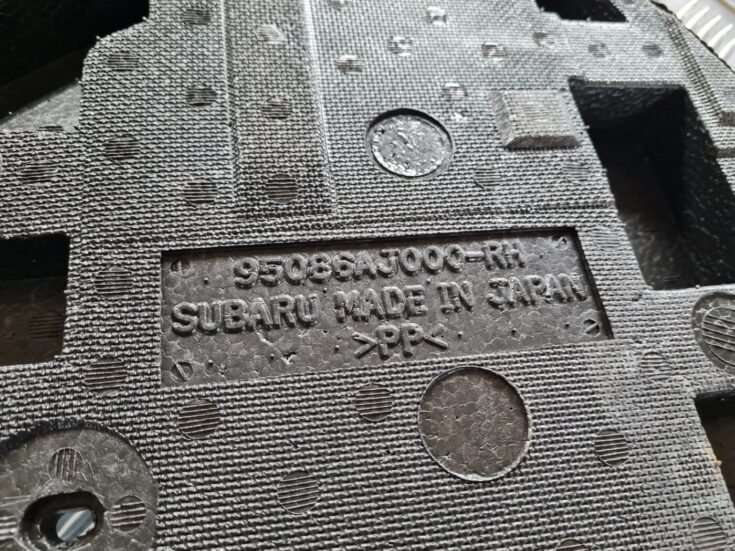 95086AJ000-RH
SUBARU MADE IN JAPAN
>PP<